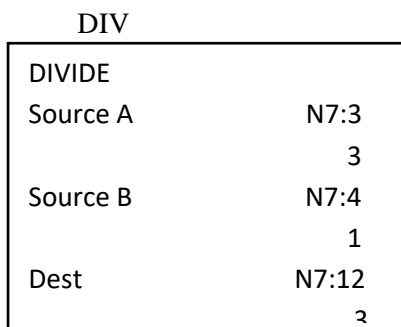 DIV
DIVIDE
Source A N7:3
3
Source B N7:4
1
Dest N7:12
3